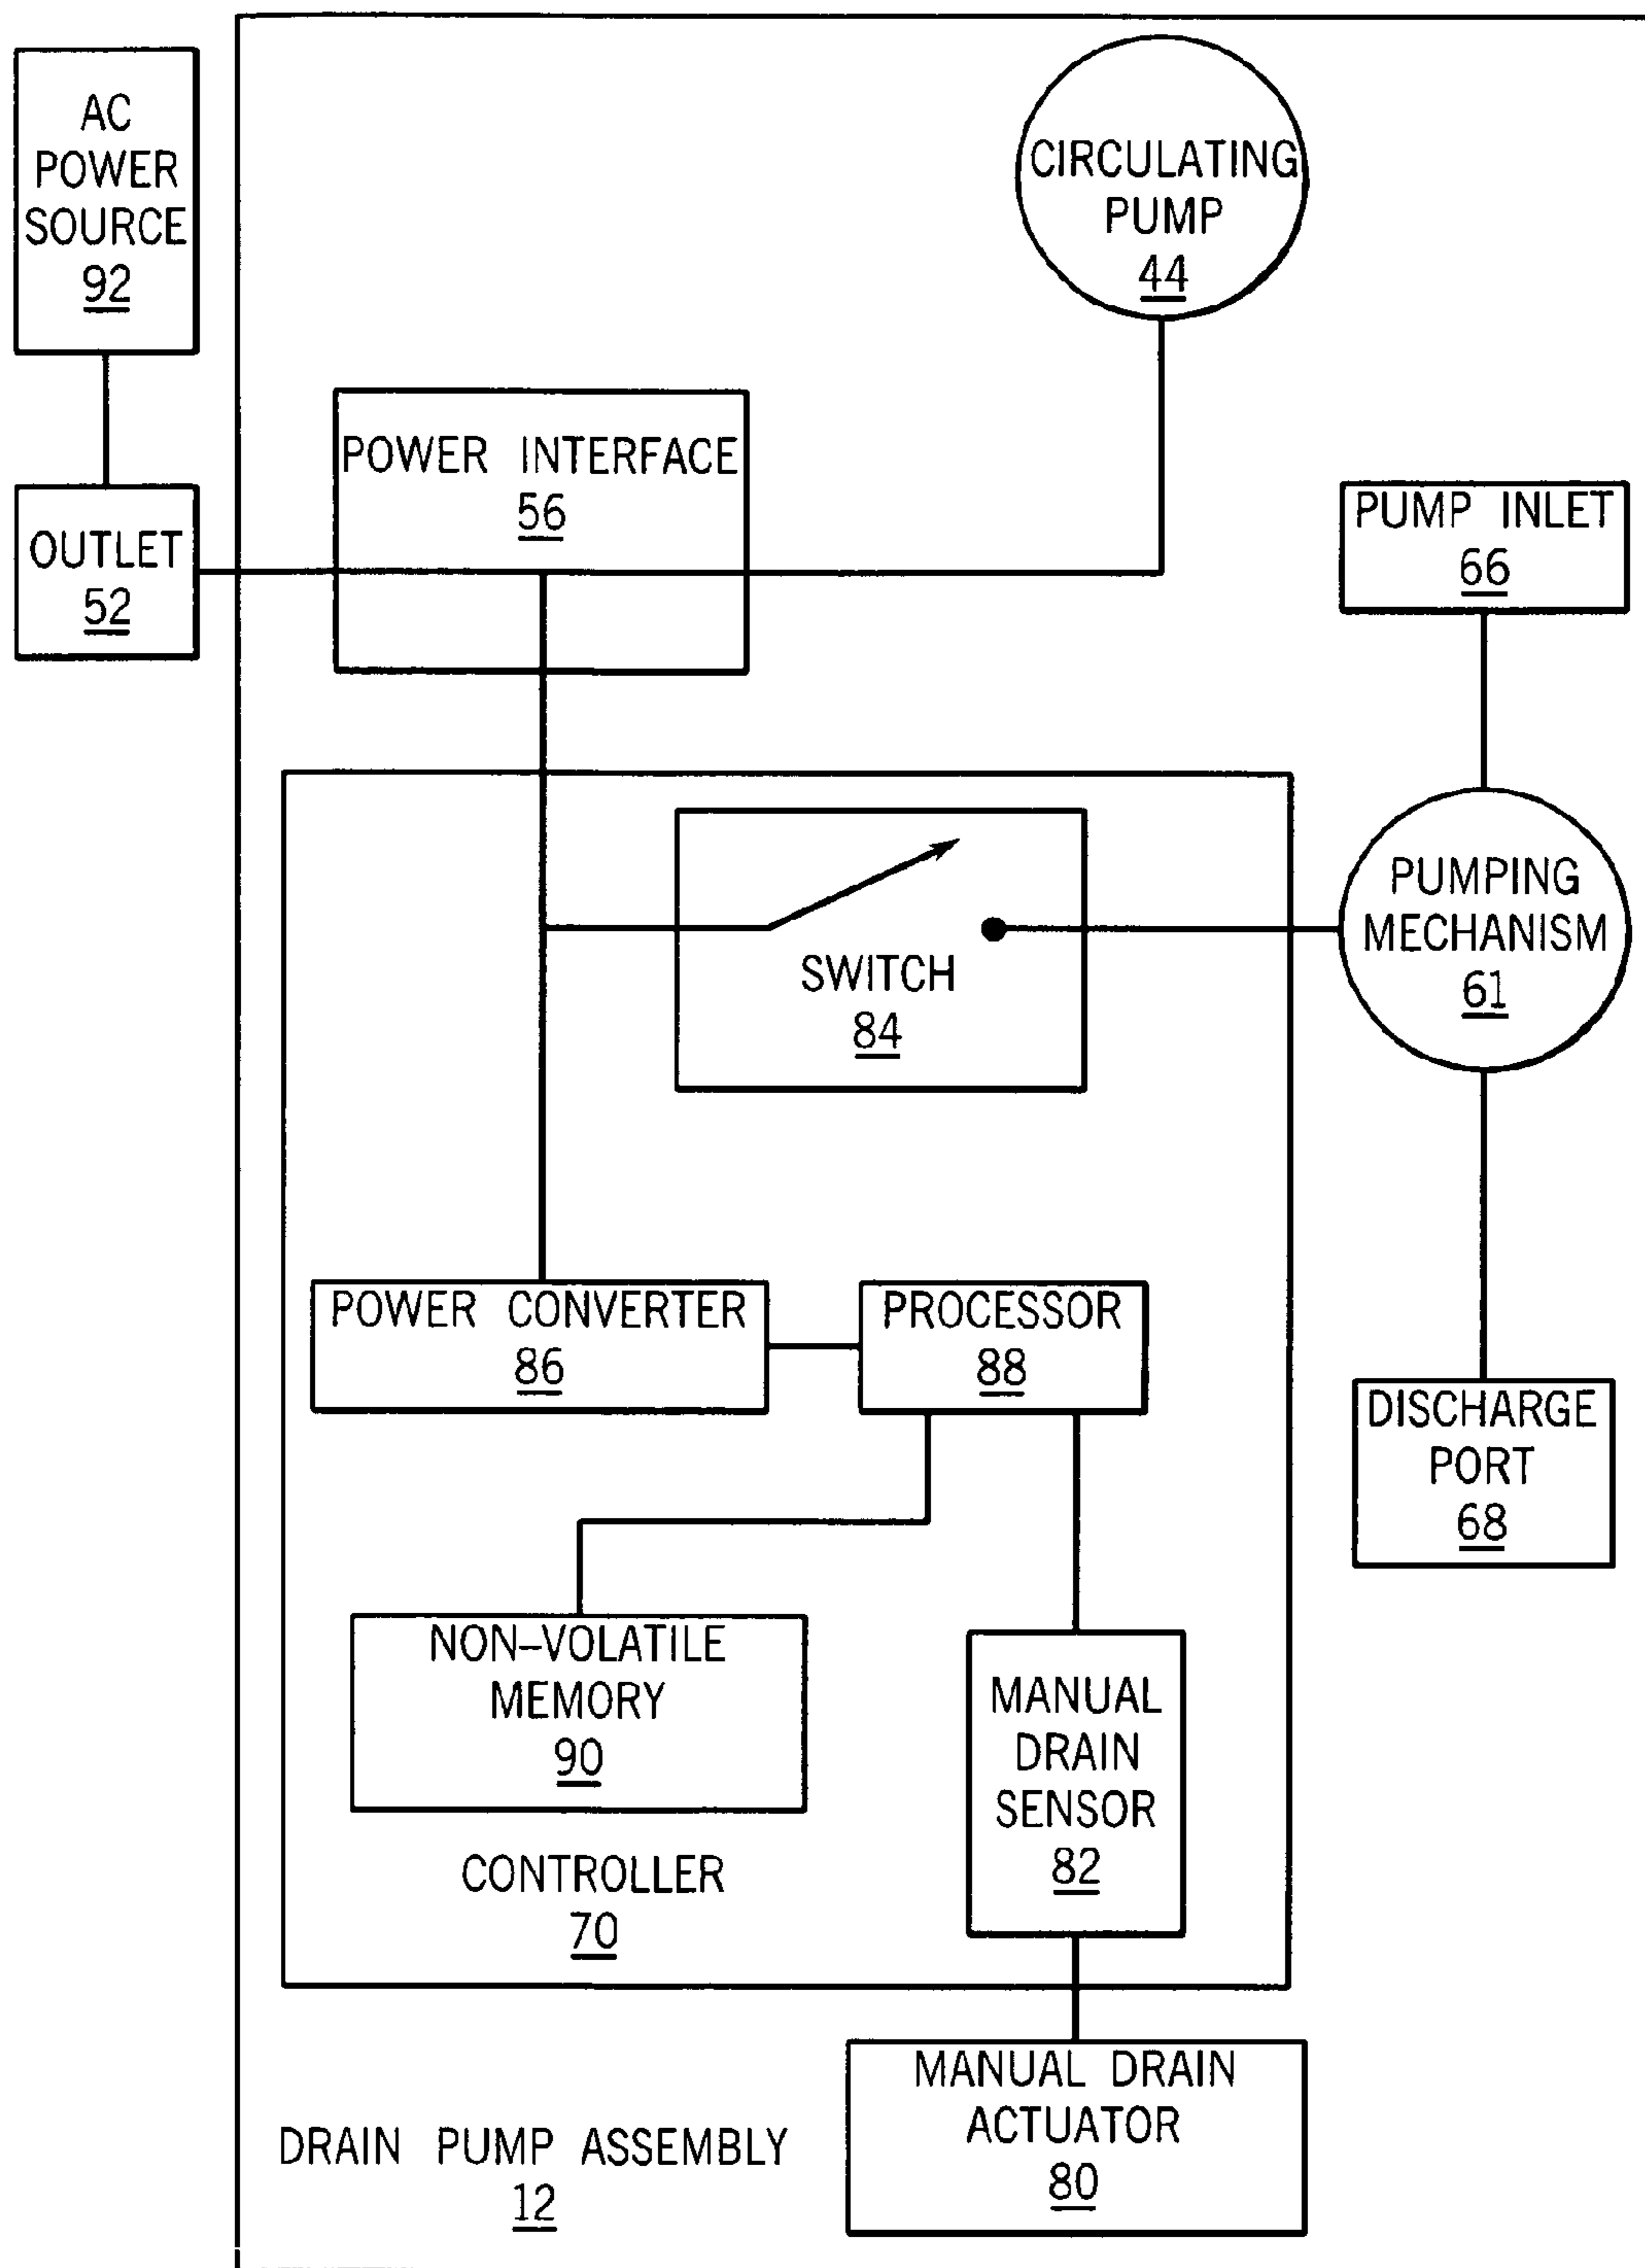 AC
POWER
SOURCE
92
CIRCULATING
PUMP
44
POWER INTERFACE
56
OUTLET
52
PUMP INLET
66
PUMPING
MECHANISM
61
SWITCH
84
POWER CONVERTER
86
PROCESSOR
88
DISCHARGE
PORT
68
NON-VOLATILE
MEMORY
90
MANUAL
DRAIN
SENSOR
82
CONTROLLER
70
MANUAL DRAIN
ACTUATOR
80
DRAIN PUMP ASSEMBLY
12